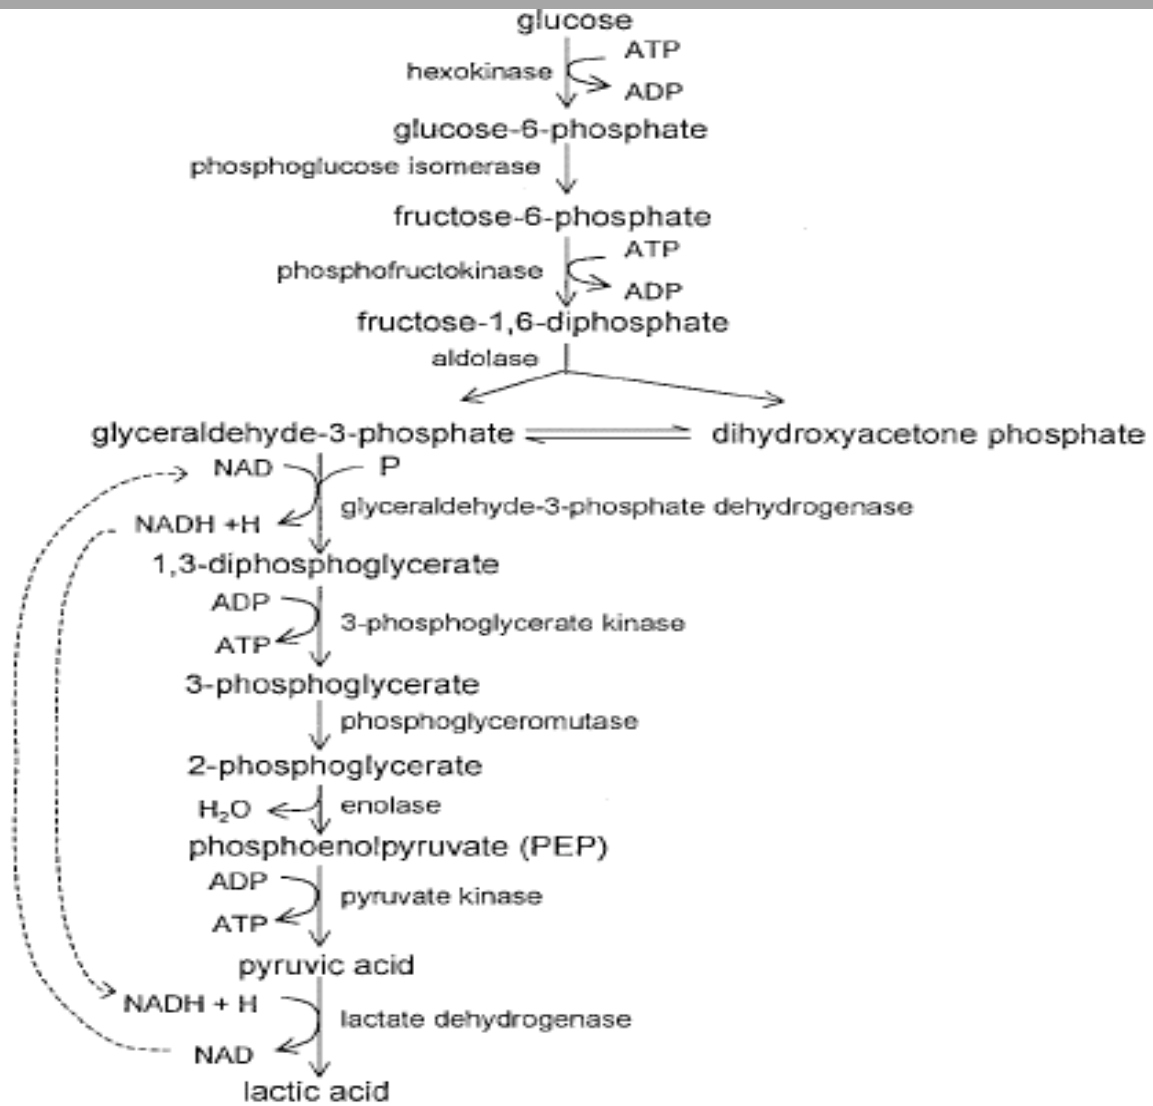 glucose
ATP
hexokinase
ADP
glucose-6-phosphate
phosphoglucose isomerase
fructose-6-phosphate
ATP
phosphofructokinase
ADP
fructose-1,6-diphosphate
aldolase
glyceraldehyde-3-phosphate
dihydroxyacetone phosphate
NAD
P
glyceraldehyde-3-phosphate dehydrogenase
NADH +H
1,3-diphosphoglycerate
ADP
3-phosphoglycerate kinase
ATP
3-phosphoglycerate
phosphoglyceromutase
2-phosphoglycerate
H₂O
enolase
phosphoenolpyruvate (PEP)
ADP
pyruvate kinase
ATP
pyruvic acid
NADH + H
lactate dehydrogenase
NAD
lactic acid